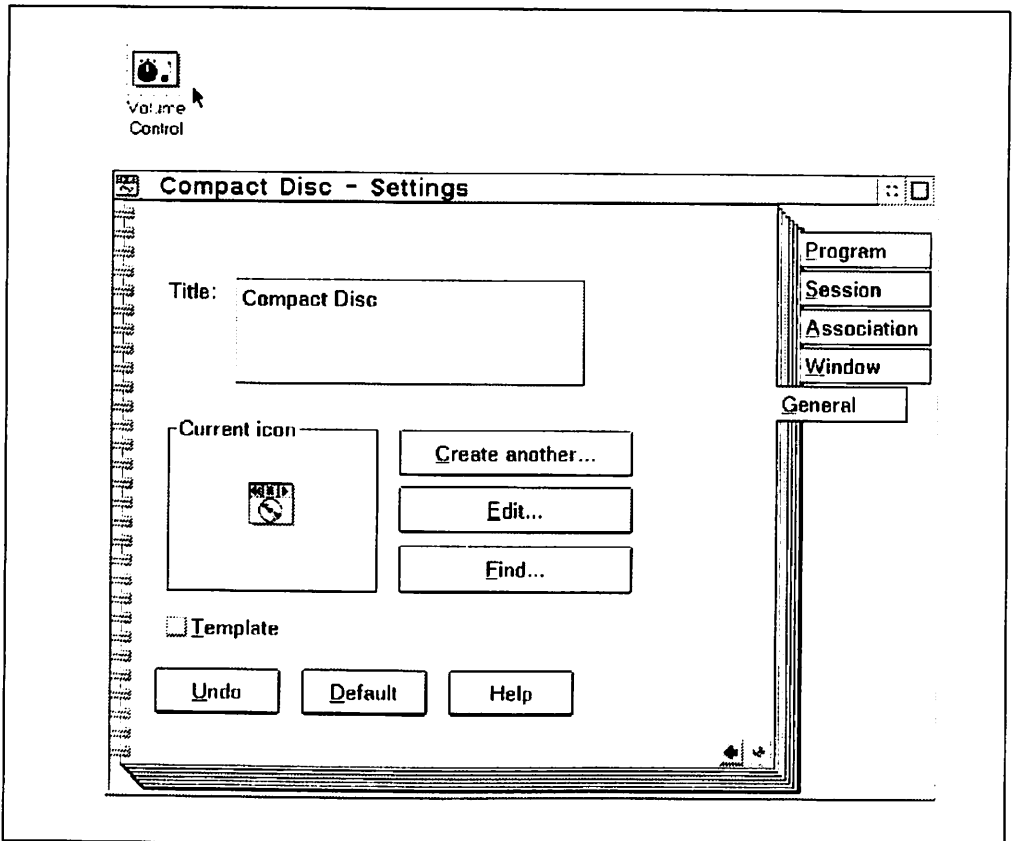 Volume
Control
Compact Disc - Settings
Program
Session
Association
Window
General
Title:
Compact Disc
Current icon
Create another...
Edit...
Find...
Template
Undo
Default
Help